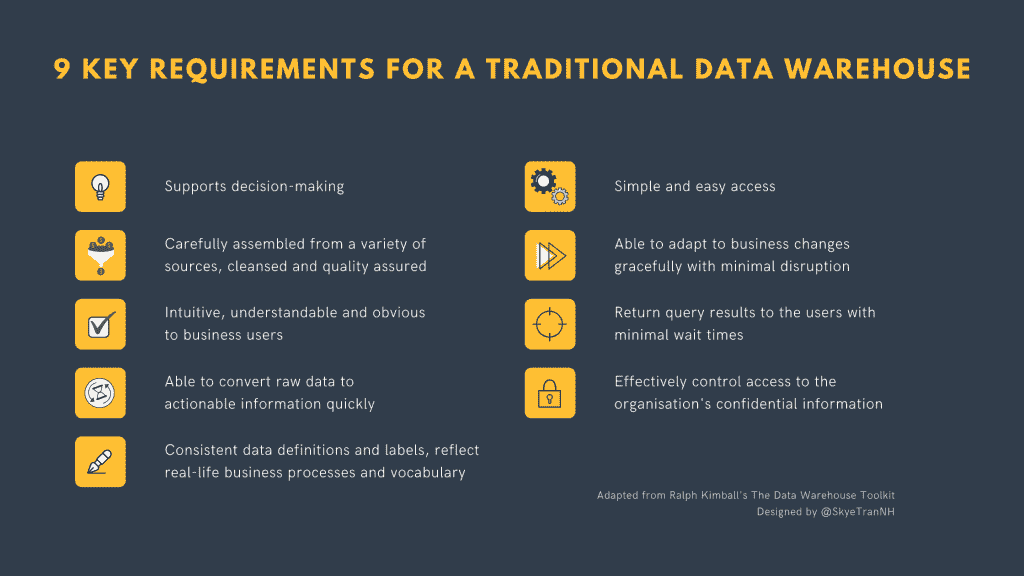 9 KEY REQUIREMENTS FOR A TRADITIONAL DATA WAREHOUSE
Supports decision-making
Carefully assembled from a variety of
sources, cleansed and quality assured
Intuitive, understandable and obvious
to business users
Able to convert raw data to
actionable information quickly
Consistent data definitions and labels, reflect
real-life business processes and vocabulary
Simple and easy access
Able to adapt to business changes
gracefully with minimal disruption
Return query results to the users with
minimal wait times
Effectively control access to the
organisation's confidential information
Adapted from Ralph Kimball's The Data Warehouse Toolkit
Designed by @SkyeTranNH